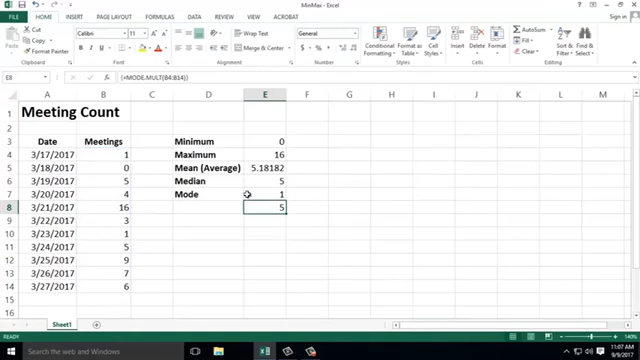 MinMax - Excel
Sign in
FILE HOME INSERT PAGE LAYOUT FORMULAS DATA REVIEW VIEW ACROBAT
Cut
Copy
Format Painter
Paste
Clipboard
Calibri 11
B I U
Font
Wrap Text
Merge & Center
Alignment
General
$ % ,
Number
Conditional Formatting
Format as Table
Cell Styles
Styles
Insert Delete Format
Cells
AutoSum
Fill
Clear
Sort & Filter
Find & Select
Editing
E8 fx {=MODE.MULT(B4:B14)}
A B C D E F G H I J K L M
1 Meeting Count
2
3 Date Meetings Minimum 0
4 3/17/2017 1 Maximum 16
5 3/18/2017 0 Mean (Average) 5.18182
6 3/19/2017 5 Median 5
7 3/20/2017 4 Mode 1
8 3/21/2017 16 5
9 3/22/2017 3
10 3/23/2017 1
11 3/24/2017 5
12 3/25/2017 9
13 3/26/2017 7
14 3/27/2017 6
15
16
Sheet1
READY
140%
Search the web and Windows
11:07 AM
9/9/2017